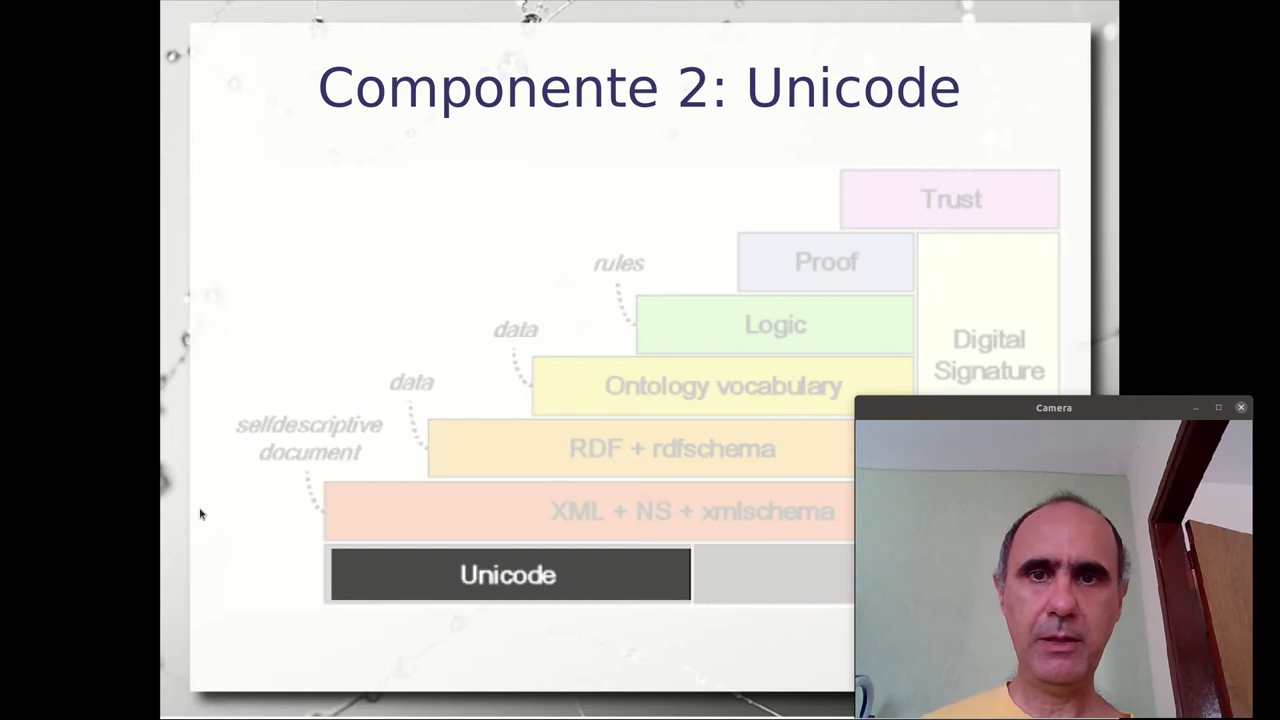 Componente 2: Unicode
Trust
Proof
rules
Logic
data
Digital
Signature
Ontology vocabulary
data
selfdescriptive
document
RDF + rdfschema
XML + NS + xmlschema
Unicode
Camera